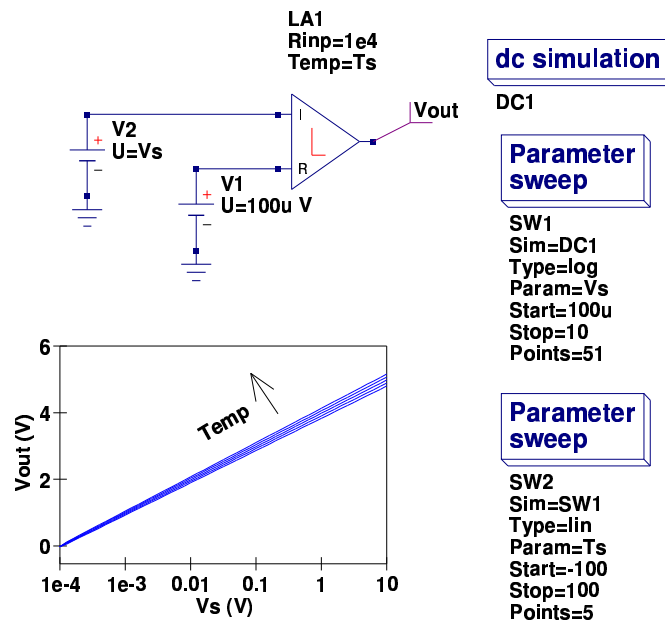 LA1
Rinp=1e4
Temp=Ts
I
R
Vout
+
V2
U=Vs
–
+
V1
U=100u V
–
dc simulation
DC1
Parameter
sweep
SW1
Sim=DC1
Type=log
Param=Vs
Start=100u
Stop=10
Points=51
Parameter
sweep
SW2
Sim=SW1
Type=lin
Param=Ts
Start=-100
Stop=100
Points=5
6
4
2
0
Vout (V)
Temp
1e-4 1e-3 0.01 0.1 1 10
Vs (V)